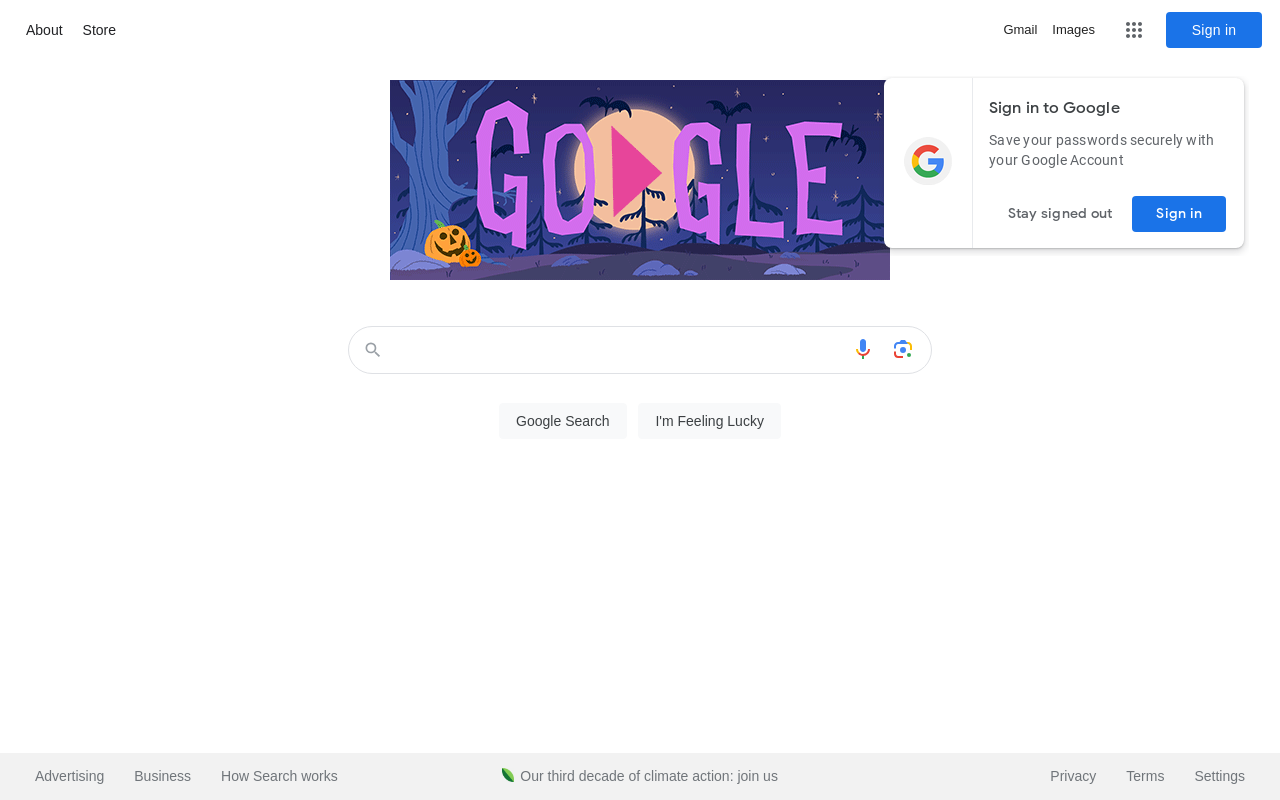 About Store
Gmail Images Sign in
GOOGLE
Sign in to Google
Save your passwords securely with
your Google Account
Stay signed out Sign in
Google Search I'm Feeling Lucky
Advertising Business How Search works
Our third decade of climate action: join us
Privacy Terms Settings